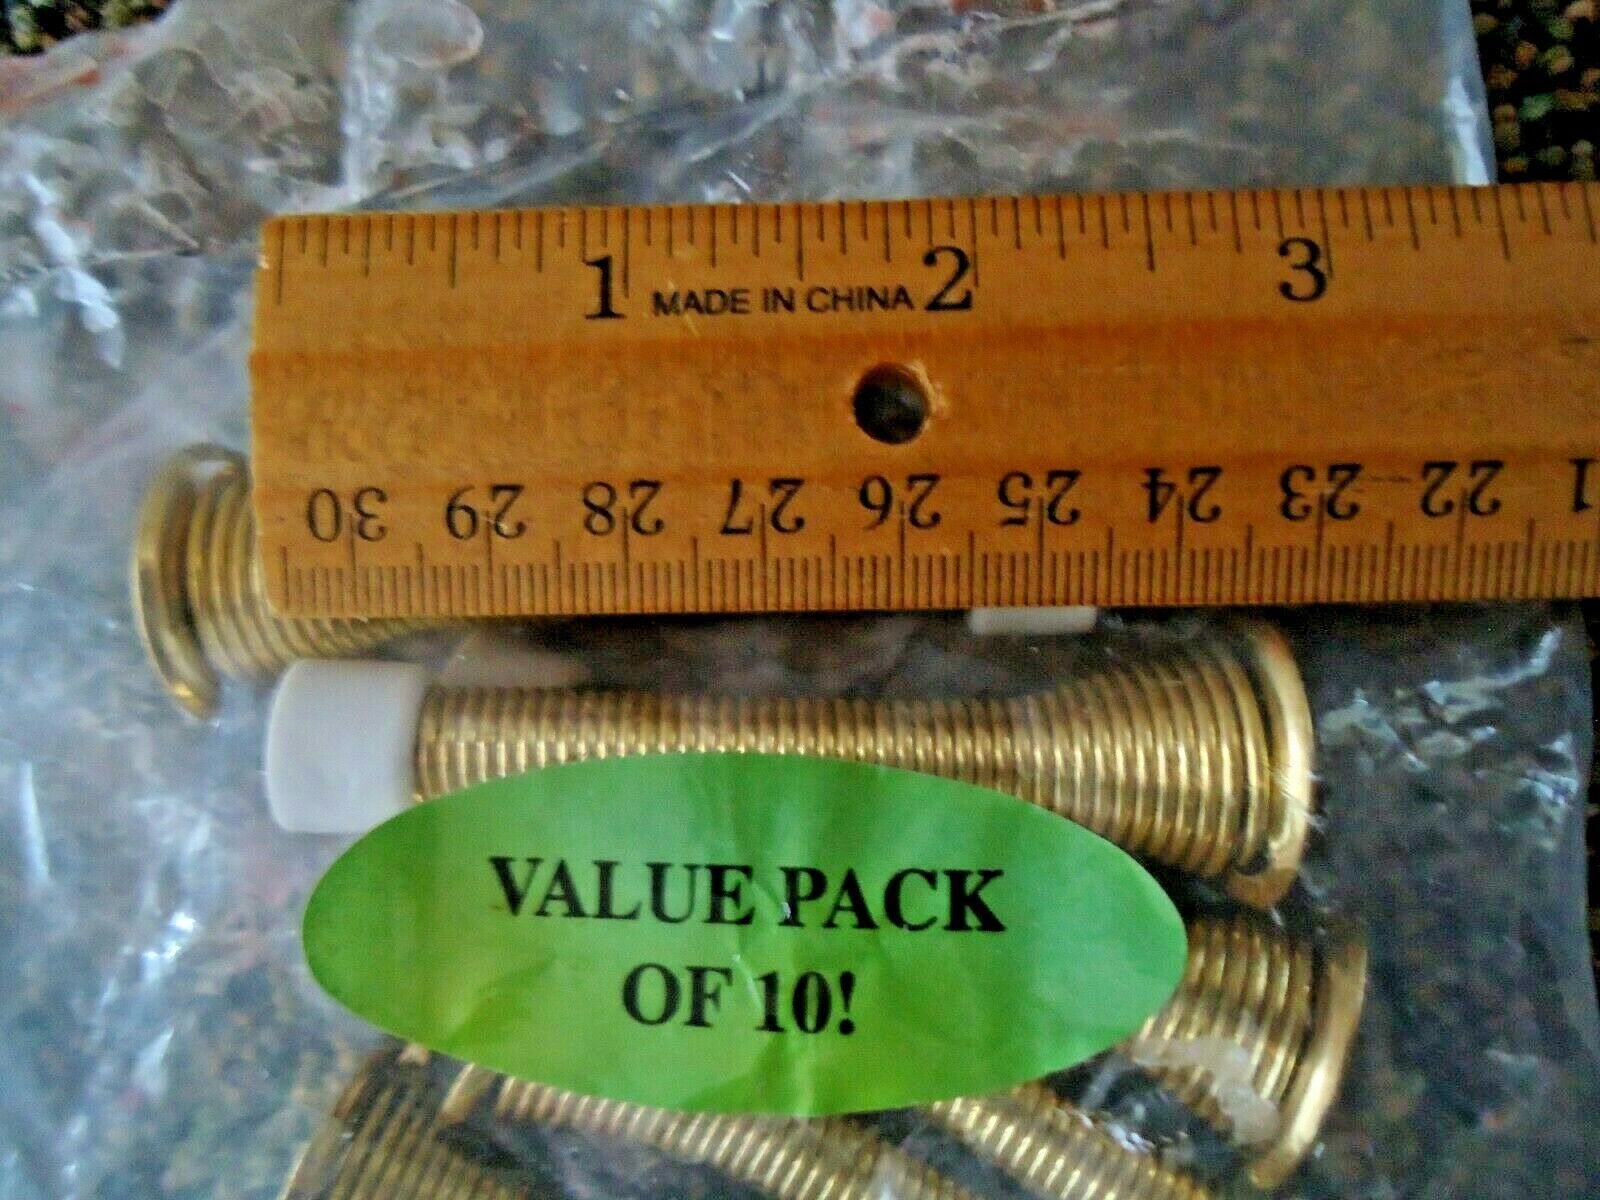 1 2 3
MADE IN CHINA
30 29 28 27 26 25 24 23 22
VALUE PACK
OF 10!